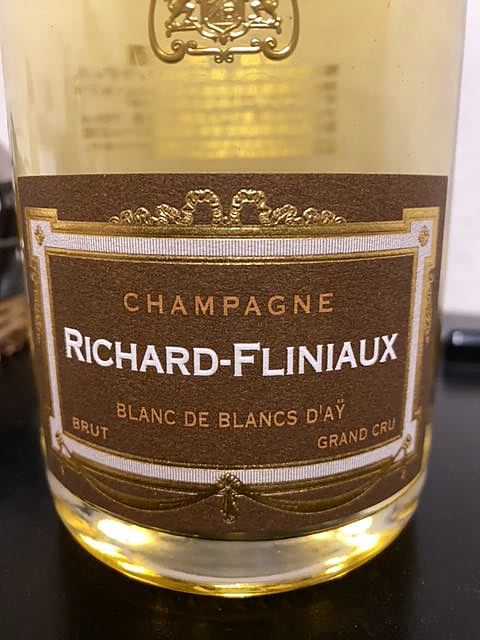 CHAMPAGNE
RICHARD-FLINIAUX
BLANC DE BLANCS D'AŸ
BRUT
GRAND CRU